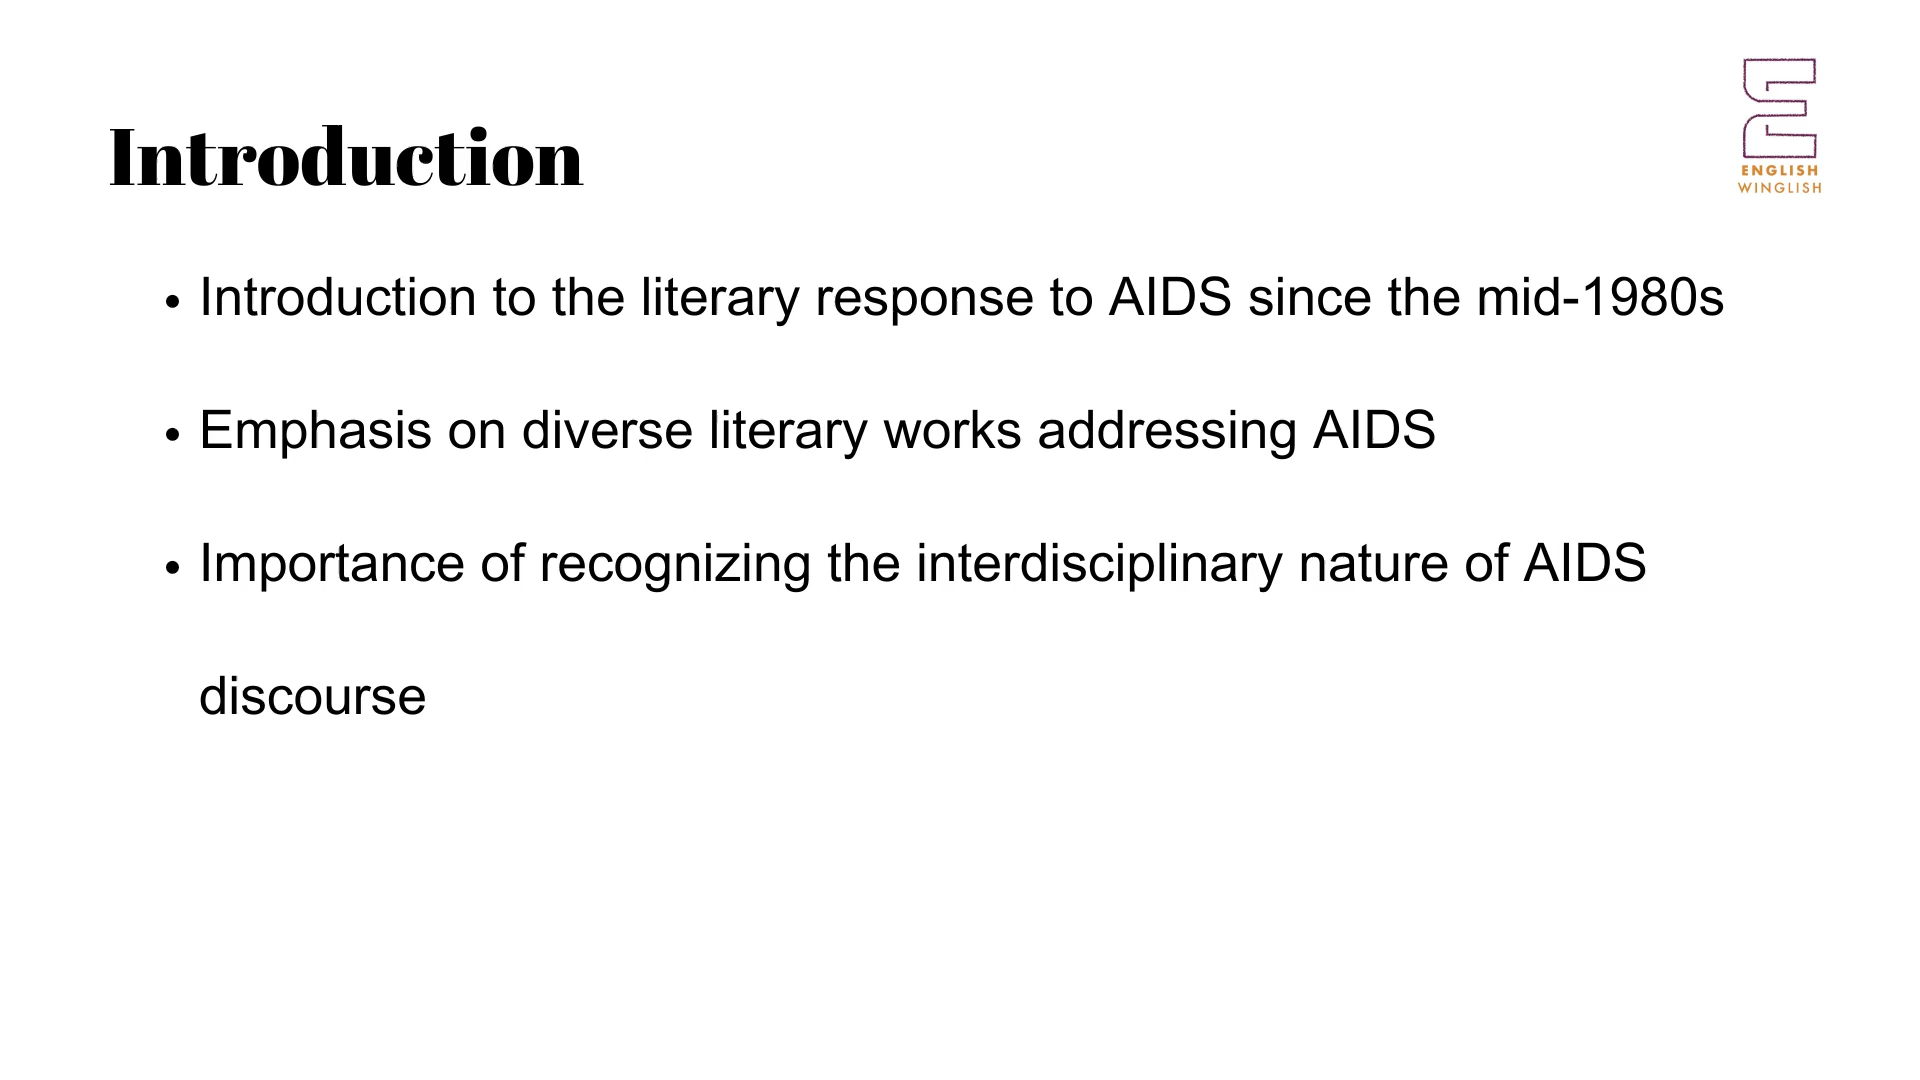 Introduction
ENGLISH
WINGLISH
• Introduction to the literary response to AIDS since the mid-1980s
• Emphasis on diverse literary works addressing AIDS
• Importance of recognizing the interdisciplinary nature of AIDS
discourse